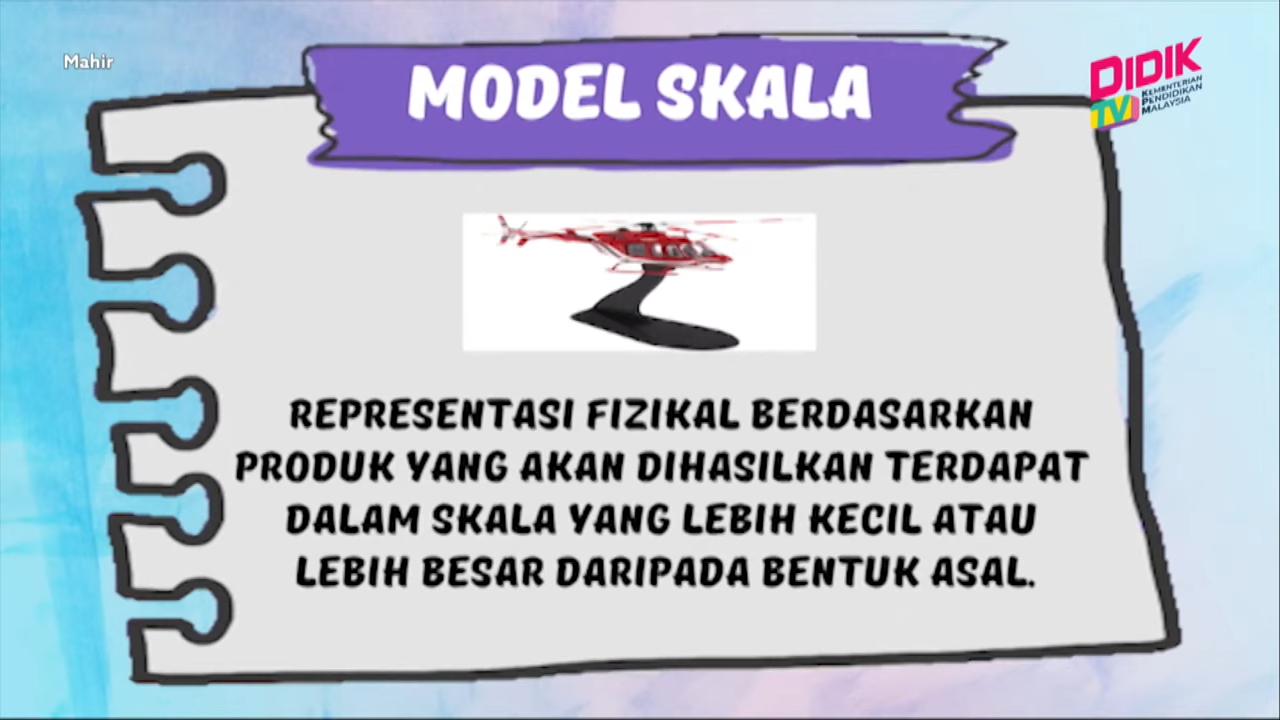 Mahir
MODEL SKALA
DIDIK
TV
KEMENTERIAN
PENDIDIKAN
MALAYSIA
REPRESENTASI FIZIKAL BERDASARKAN
PRODUK YANG AKAN DIHASILKAN TERDAPAT
DALAM SKALA YANG LEBIH KECIL ATAU
LEBIH BESAR DARIPADA BENTUK ASAL.